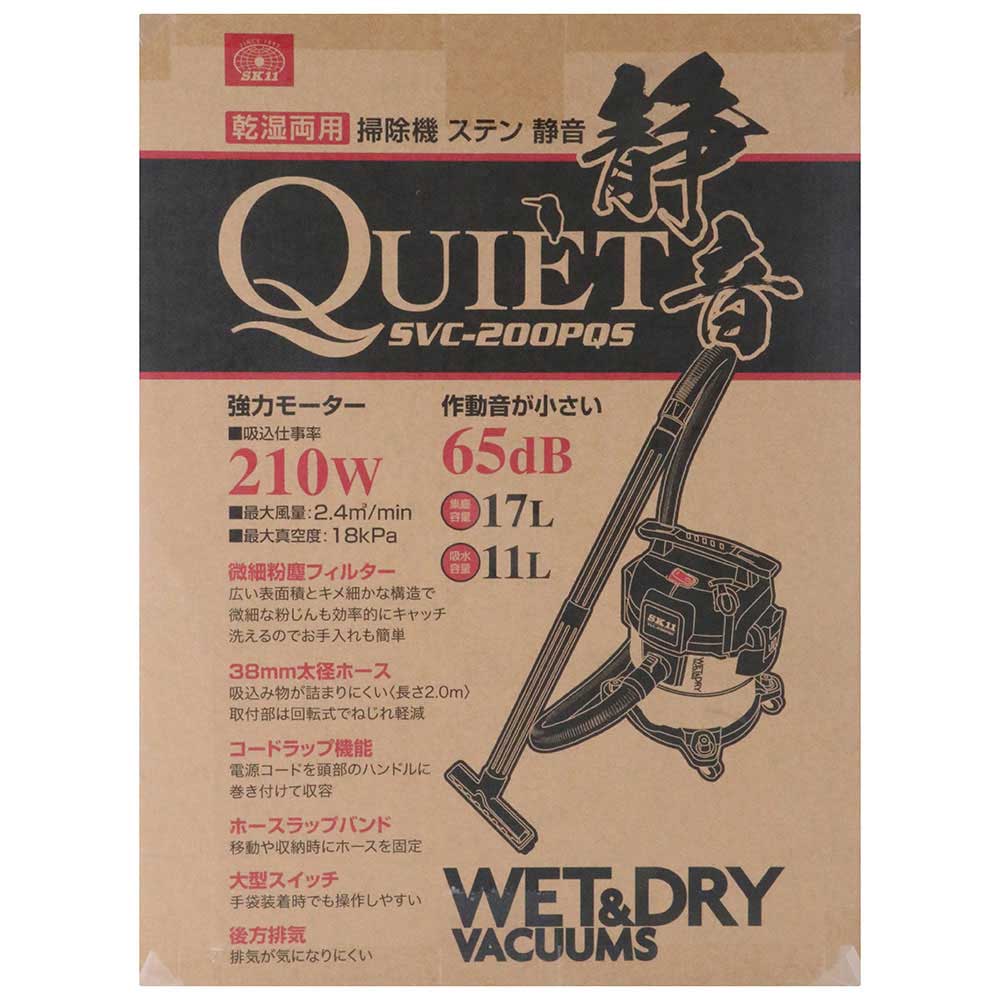 SINCE 1882
SK11
乾湿両用 掃除機 ステン 静音
静音
QUIET
SVC-200PQS
強力モーター
■吸込仕事率
210W
■最大風量:2.4㎥/min
■最大真空度:18kPa
作動音が小さい
65dB
集塵容量 17L
吸水容量 11L
微細粉塵フィルター
広い表面積とキメ細かな構造で
微細な粉じんも効率的にキャッチ
洗えるのでお手入れも簡単
38mm太径ホース
吸込み物が詰まりにくい〈長さ2.0m〉
取付部は回転式でねじれ軽減
コードラップ機能
電源コードを頭部のハンドルに
巻き付けて収容
ホースラップバンド
移動や収納時にホースを固定
大型スイッチ
手袋装着時でも操作しやすい
後方排気
排気が気になりにくい
SK11
SVC-200PQS
WET&DRY
WET&DRY
VACUUMS